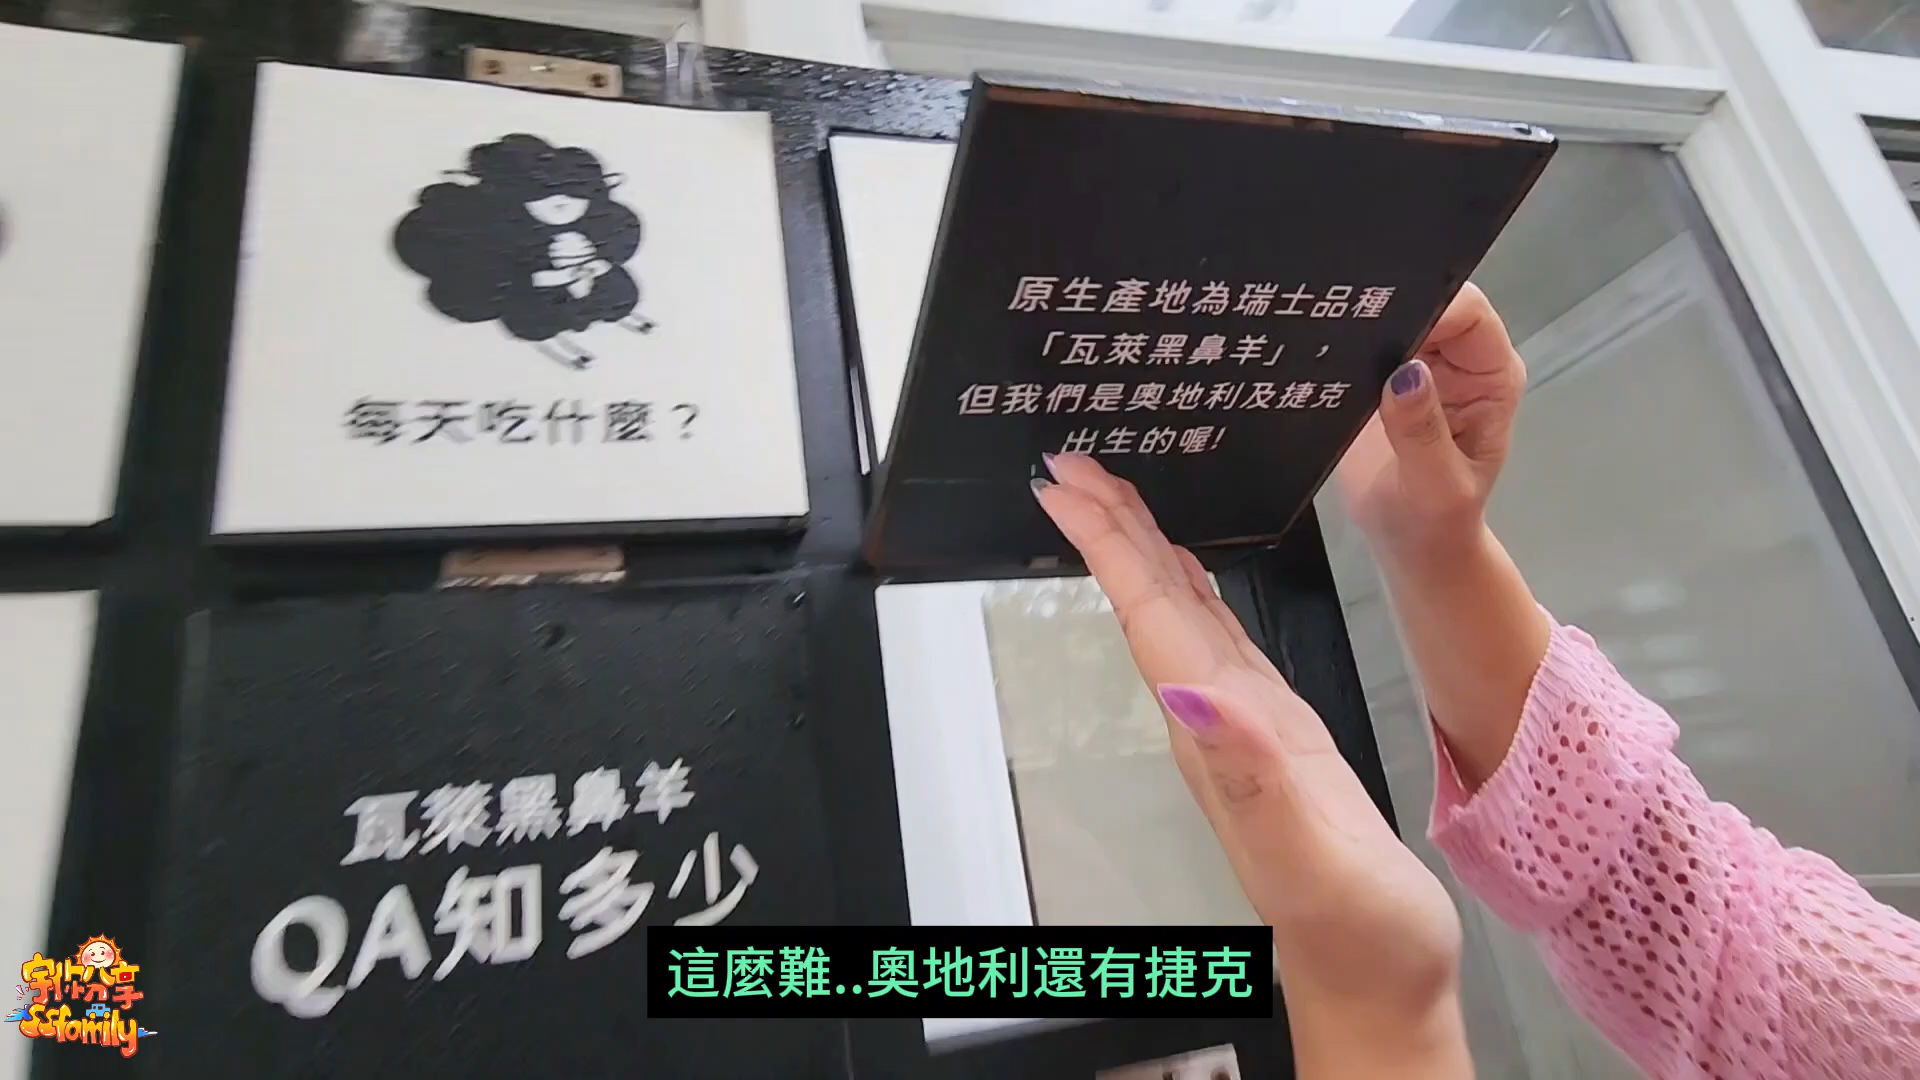 每天吃什麼？
原生產地為瑞士品種
「瓦萊黑鼻羊」，
但我們是奧地利及捷克
出生的喔!
瓦萊黑鼻羊
QA知多少
這麼難..奧地利還有捷克
SSfamily